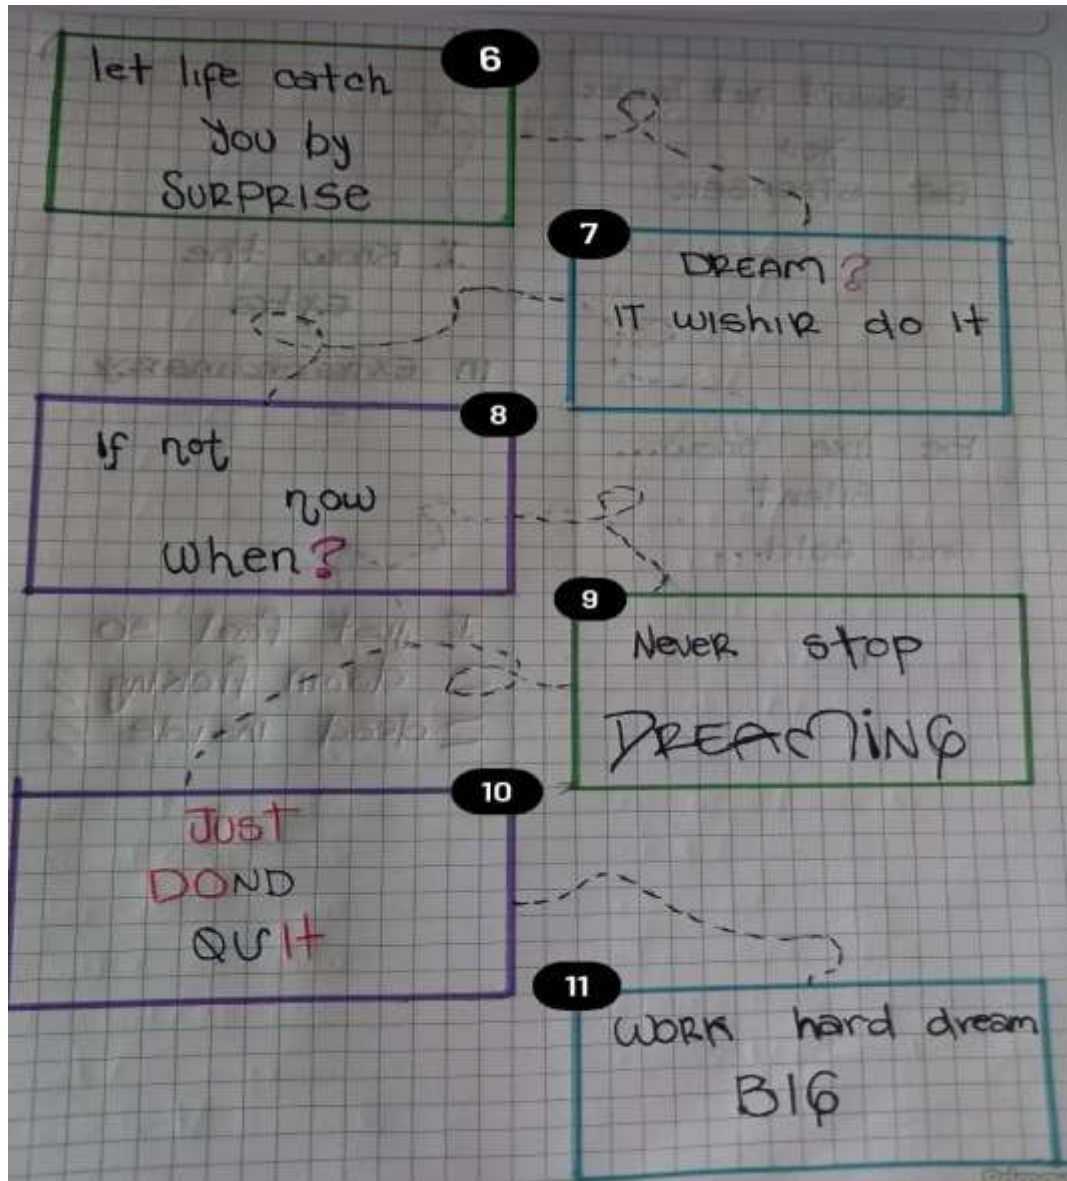 6
let life catch
you by
SURPRISE
7
DREAM?
IT WISHIR do It
8
If not
now
when?
9
Never stop
DREAMING
10
JUST
DOND
QUIt
11
WORK hard dream
BIG